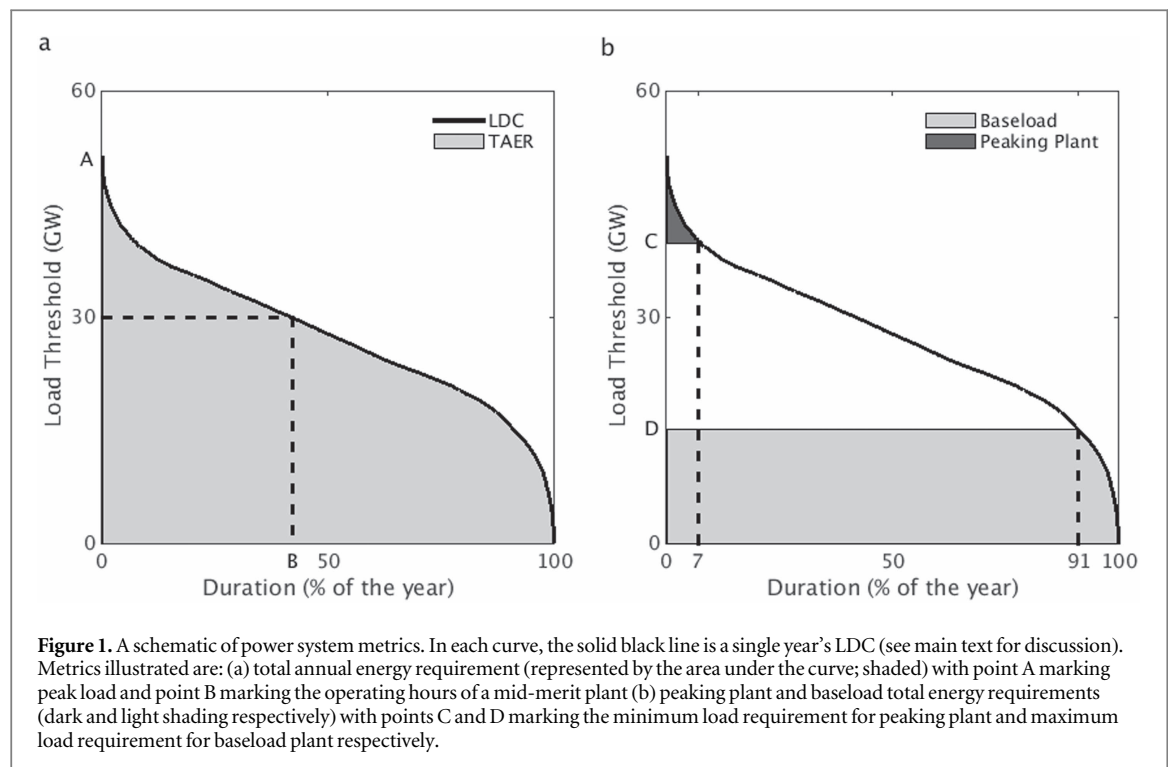 a
60
A
30
0
0
B
50
100
Load Threshold (GW)
Duration (% of the year)
LDC
TAER
b
60
C
30
D
0
0
7
50
91
100
Load Threshold (GW)
Duration (% of the year)
Baseload
Peaking Plant
Figure 1. A schematic of power system metrics. In each curve, the solid black line is a single year's LDC (see main text for discussion).
Metrics illustrated are: (a) total annual energy requirement (represented by the area under the curve; shaded) with point A marking
peak load and point B marking the operating hours of a mid-merit plant (b) peaking plant and baseload total energy requirements
(dark and light shading respectively) with points C and D marking the minimum load requirement for peaking plant and maximum
load requirement for baseload plant respectively.